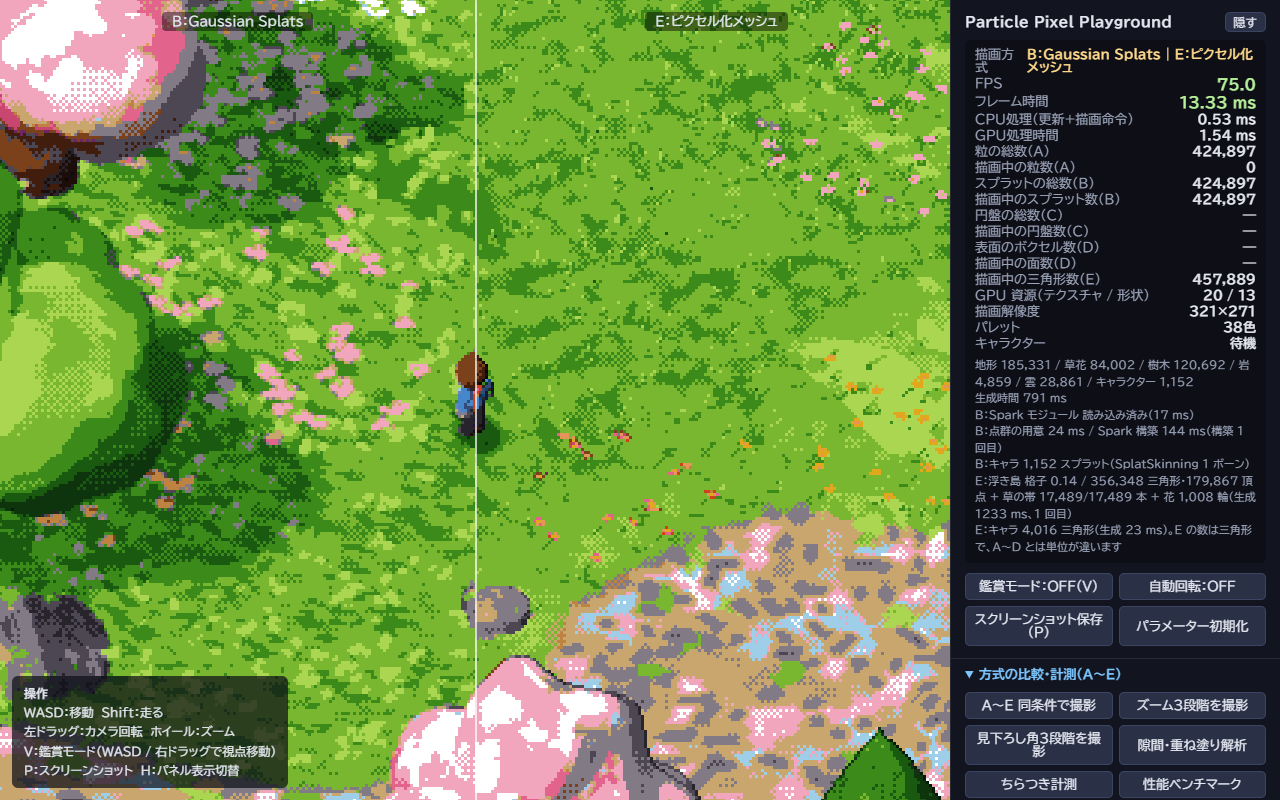 B:Gaussian Splats
E:ピクセル化メッシュ
Particle Pixel Playground
隠す
描画方式 B:Gaussian Splats | E:ピクセル化メッシュ
FPS 75.0
フレーム時間 13.33 ms
CPU処理(更新+描画命令) 0.53 ms
GPU処理時間 1.54 ms
粒の総数(A) 424,897
描画中の粒数(A) 0
スプラットの総数(B) 424,897
描画中のスプラット数(B) 424,897
円盤の総数(C) —
描画中の円盤数(C) —
表面のボクセル数(D) —
描画中の面数(D) —
描画中の三角形数(E) 457,889
GPU 資源(テクスチャ / 形状) 20 / 13
描画解像度 321×271
パレット 38色
キャラクター 待機
地形 185,331 / 草花 84,002 / 樹木 120,692 / 岩
4,859 / 雲 28,861 / キャラクター 1,152
生成時間 791 ms
B:Spark モジュール 読み込み済み(17 ms)
B:点群の用意 24 ms / Spark 構築 144 ms(構築 1
回目)
B:キャラ 1,152 スプラット(SplatSkinning 1 ボーン)
E:浮き島 格子 0.14 / 356,348 三角形・179,867 頂
点 + 草の帯 17,489/17,489 本 + 花 1,008 輪(生成
1233 ms、1 回目)
E:キャラ 4,016 三角形(生成 23 ms)。E の数は三角形
で、A〜D とは単位が違います
鑑賞モード:OFF(V)
自動回転:OFF
スクリーンショット保存
(P)
パラメーター初期化
▼ 方式の比較・計測(A〜E)
A〜E 同条件で撮影
ズーム3段階を撮影
見下ろし角3段階を撮
影
隙間・重ね塗り解析
ちらつき計測
性能ベンチマーク
操作
WASD:移動 Shift:走る
左ドラッグ:カメラ回転 ホイール:ズーム
V:鑑賞モード(WASD / 右ドラッグで視点移動)
P:スクリーンショット H:パネル表示切替